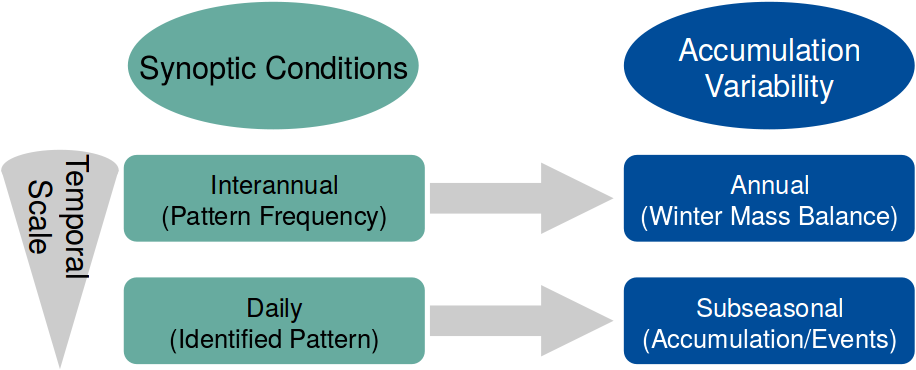 Synoptic Conditions
Accumulation
Variability
Temporal
Scale
Interannual
(Pattern Frequency)
Annual
(Winter Mass Balance)
Daily
(Identified Pattern)
Subseasonal
(Accumulation/Events)